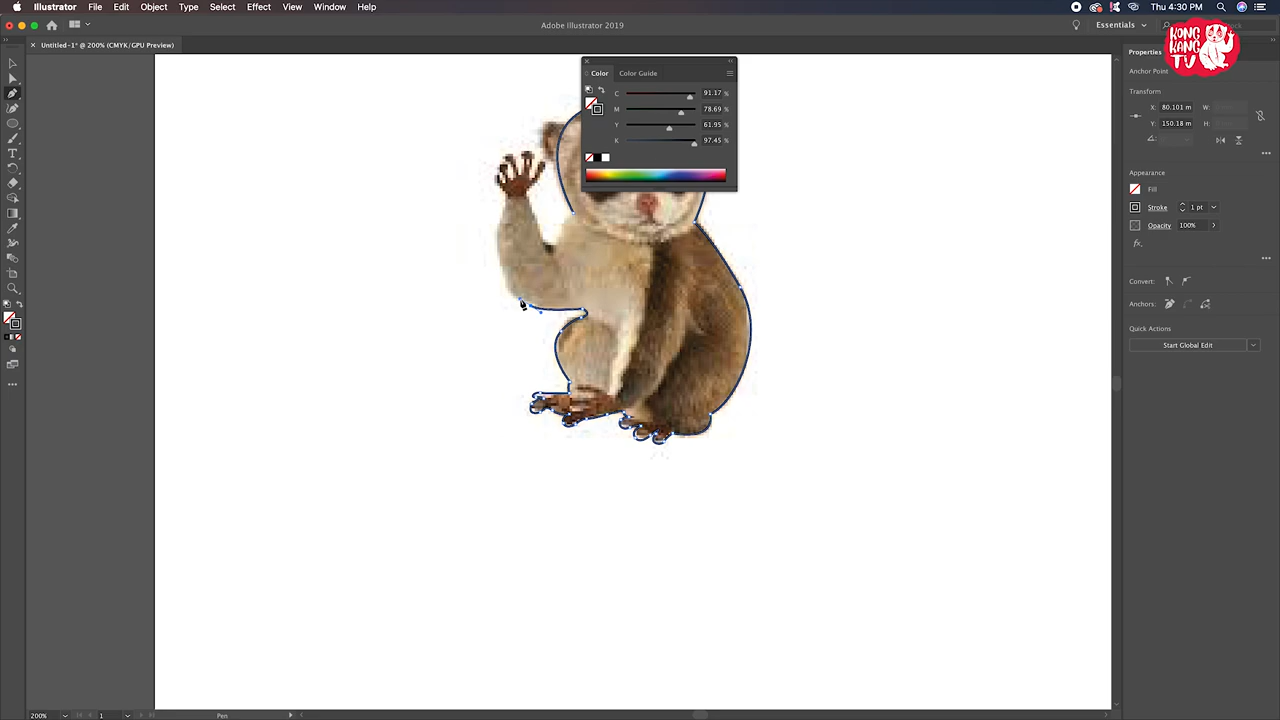 Illustrator File Edit Object Type Select Effect View Window Help
Thu 4:30 PM
Adobe Illustrator 2019
Essentials
KONG KANG TV
Untitled-1* @ 200% (CMYK/GPU Preview)
Color Color Guide
C 91.17 %
M 78.69 %
Y 61.95 %
K 97.45 %
Properties
Anchor Point
Transform
X: 80.101 m W:
Y: 150.18 m H:
Appearance
Fill
Stroke 1 pt
Opacity 100%
fx.
Convert:
Anchors:
Quick Actions
Start Global Edit
200% 1 Pen